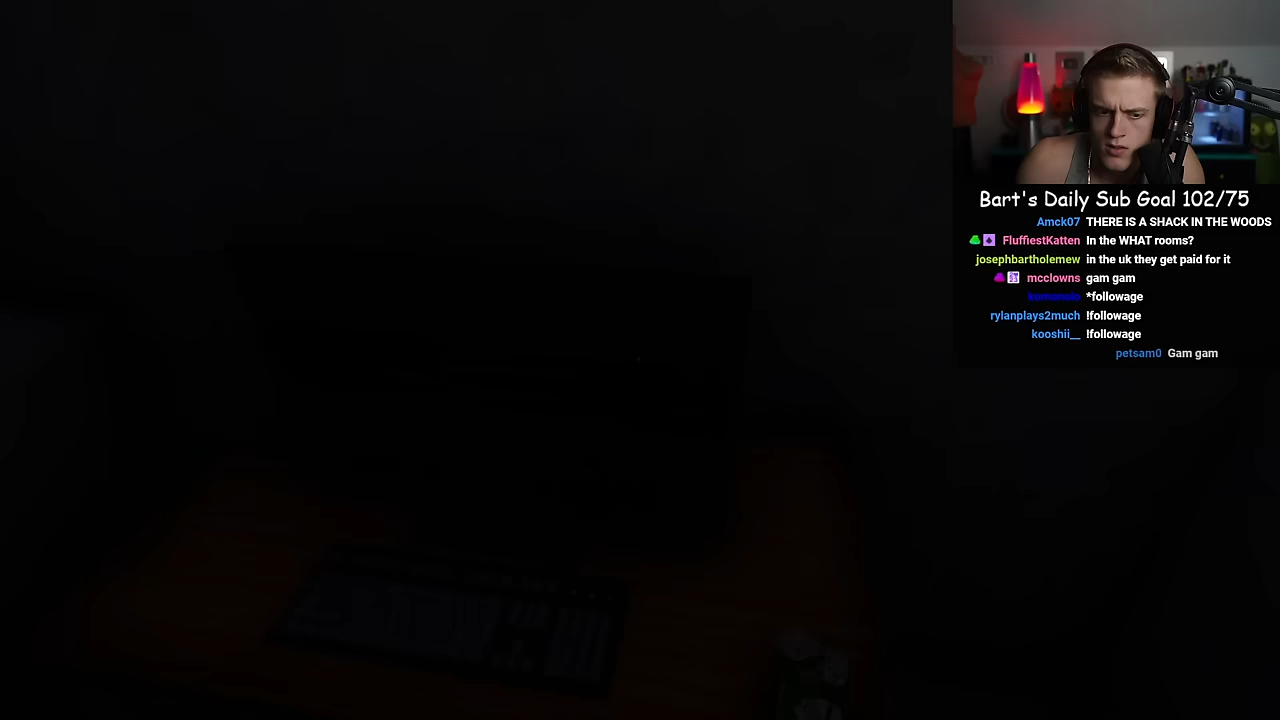 Bart's Daily Sub Goal 102/75
Amck07 THERE IS A SHACK IN THE WOODS
FluffiestKatten In the WHAT rooms?
josephbartholemew in the uk they get paid for it
mcclowns gam gam
*followage
rylanplays2much !followage
kooshii__ !followage
petsam0 Gam gam